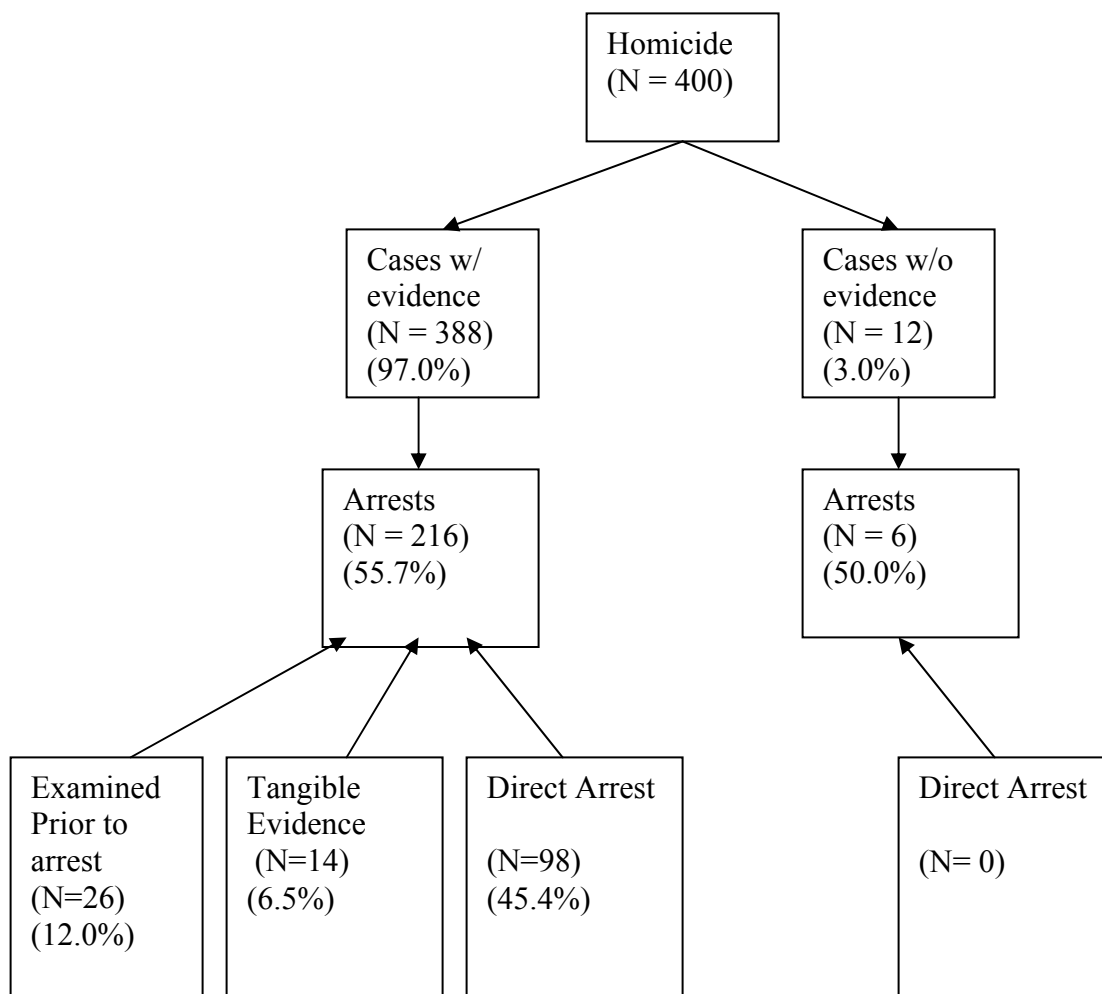 Homicide
(N = 400)
Cases w/
evidence
(N = 388)
(97.0%)
Cases w/o
evidence
(N = 12)
(3.0%)
Arrests
(N = 216)
(55.7%)
Arrests
(N = 6)
(50.0%)
Examined
Prior to
arrest
(N=26)
(12.0%)
Tangible
Evidence
(N=14)
(6.5%)
Direct Arrest
(N=98)
(45.4%)
Direct Arrest
(N= 0)